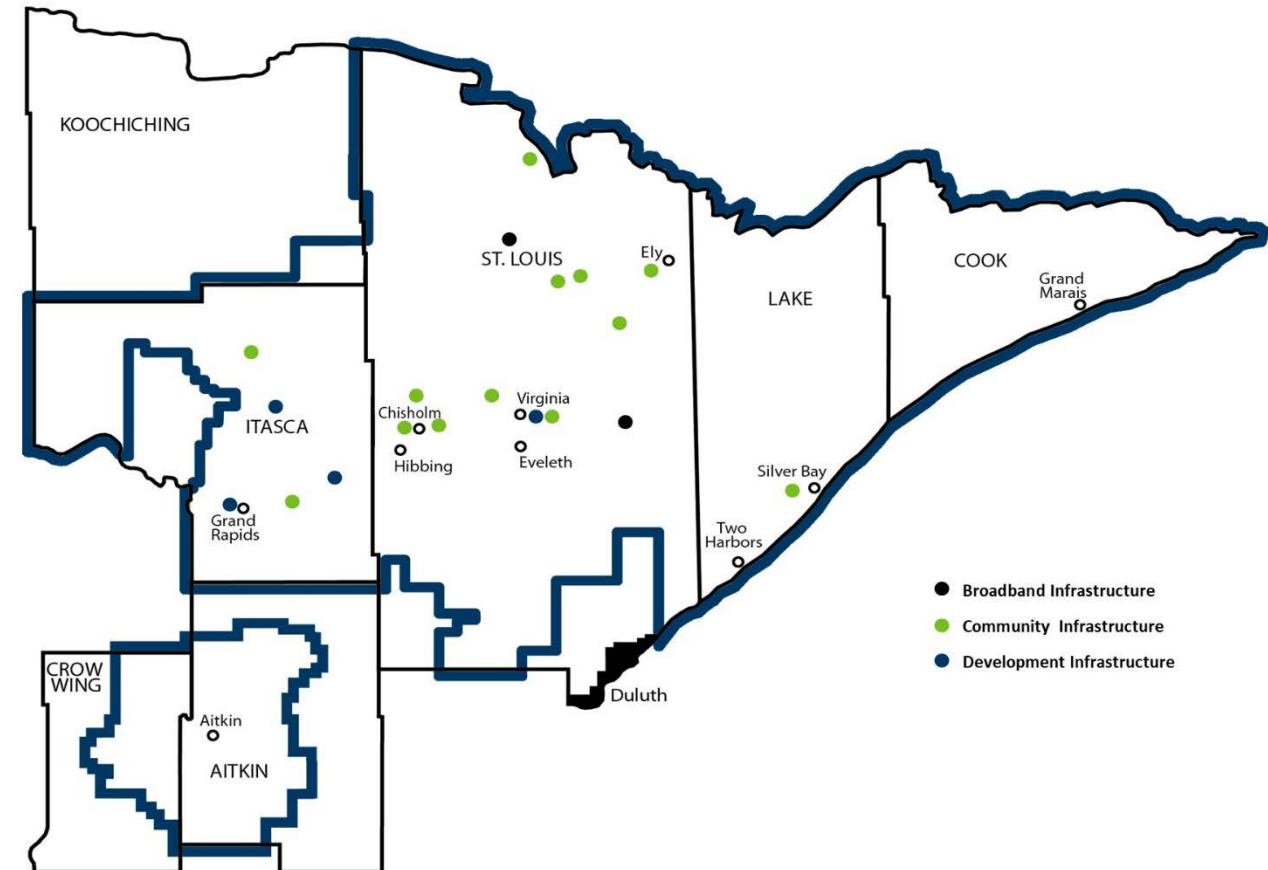 KOOCHICHING
ST. LOUIS
Ely
COOK
LAKE
Grand
Marais
Chisholm
Virginia
ITASCA
Hibbing
Eveleth
Silver Bay
Grand
Rapids
Two
Harbors
Broadband Infrastructure
Community Infrastructure
Development Infrastructure
CROW
WING
Duluth
Aitkin
AITKIN